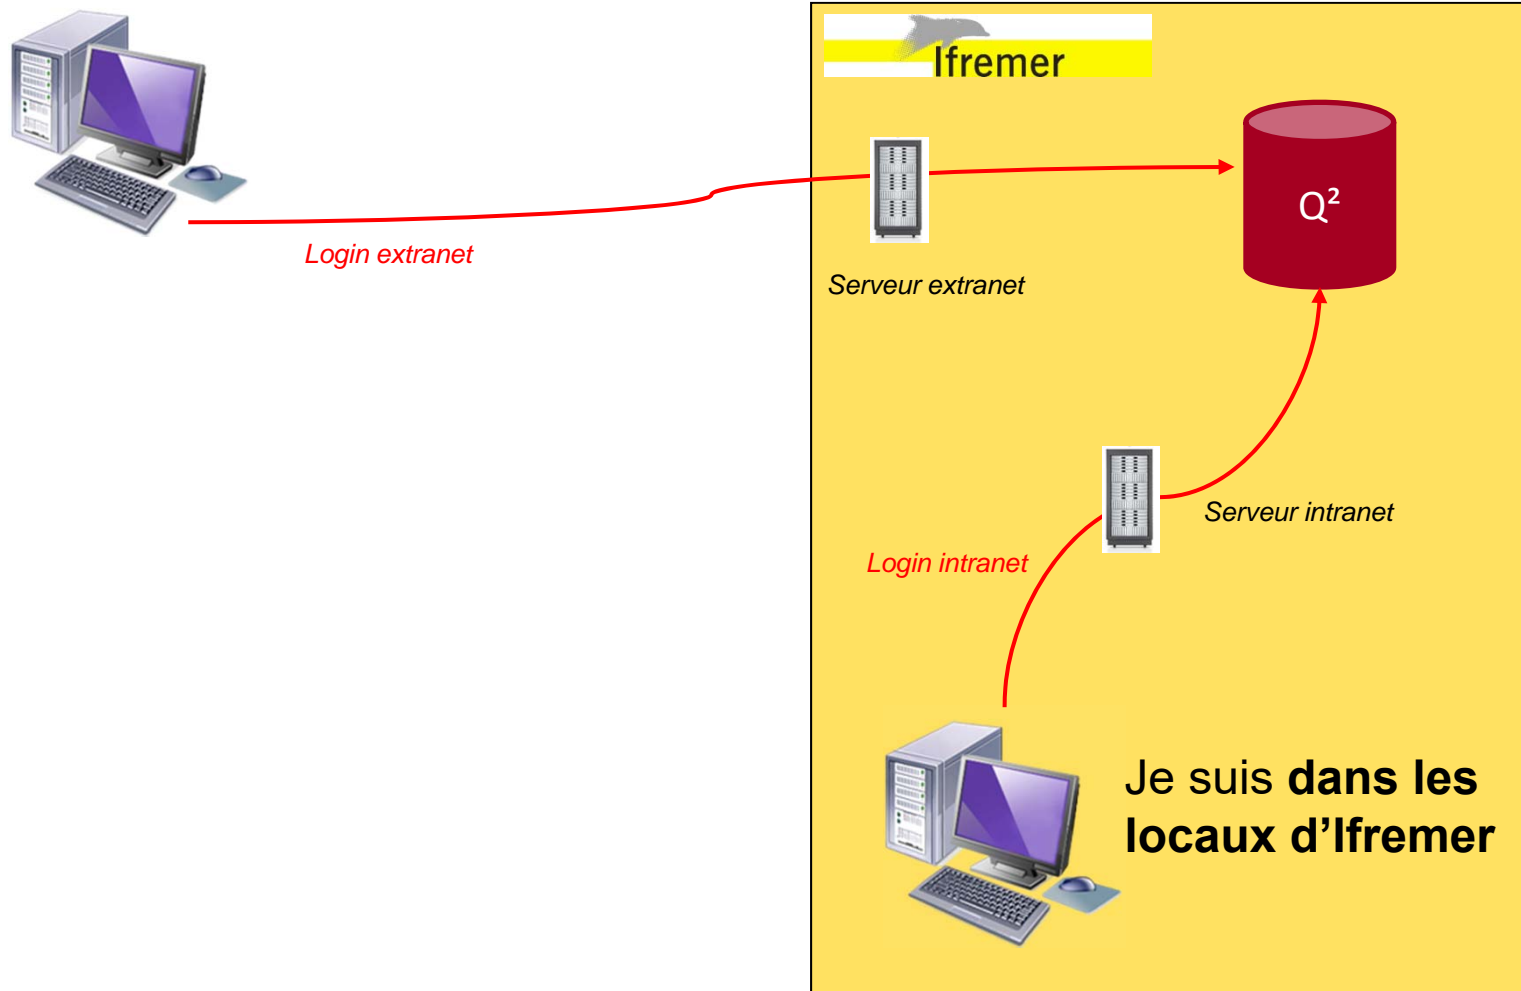 Ifremer
Q²
Login extranet
Serveur extranet
Serveur intranet
Login intranet
Je suis dans les
locaux d’Ifremer